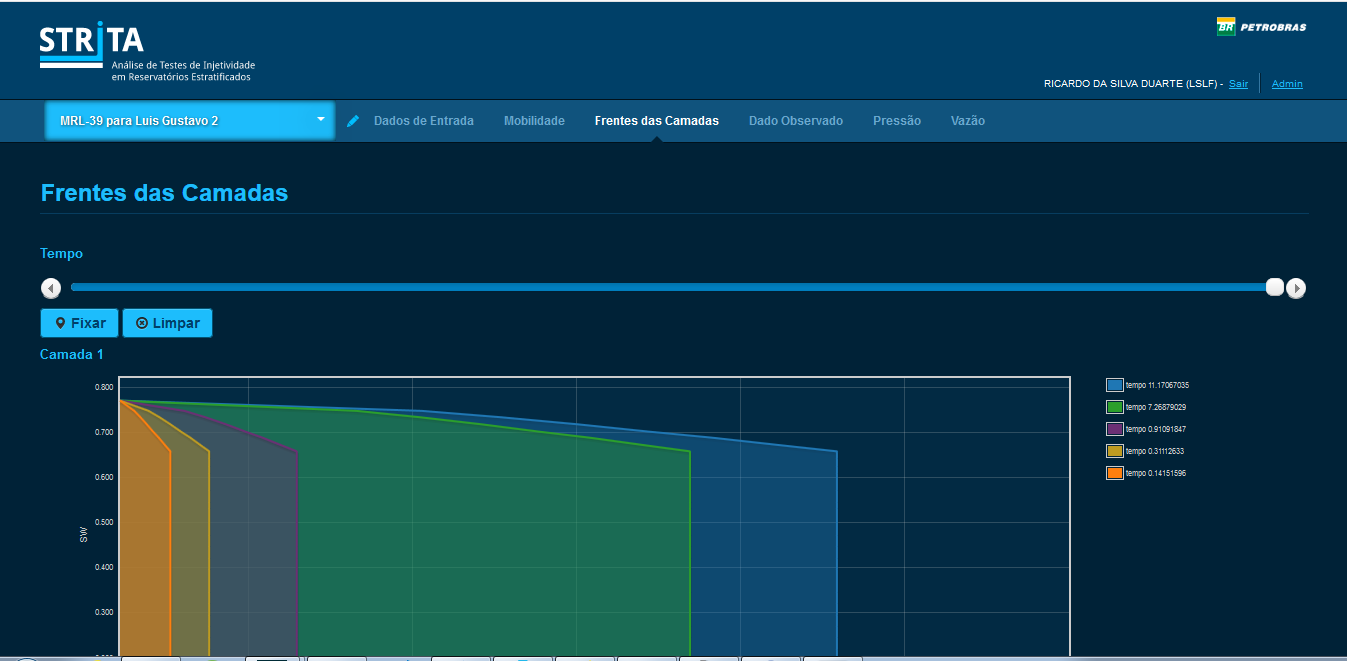 STRITA
Análise de Testes de Injetividade
em Reservatórios Estratificados
BR PETROBRAS
RICARDO DA SILVA DUARTE (LSLF) - Sair Admin
MRL-39 para Luis Gustavo 2 Dados de Entrada Mobilidade Frentes das Camadas Dado Observado Pressão Vazão
Frentes das Camadas
Tempo
Fixar Limpar
Camada 1
0.800
0.700
0.600
0.500
0.400
0.300
SW
tempo 11.17067035
tempo 7.26879029
tempo 0.91091847
tempo 0.31112633
tempo 0.14151596